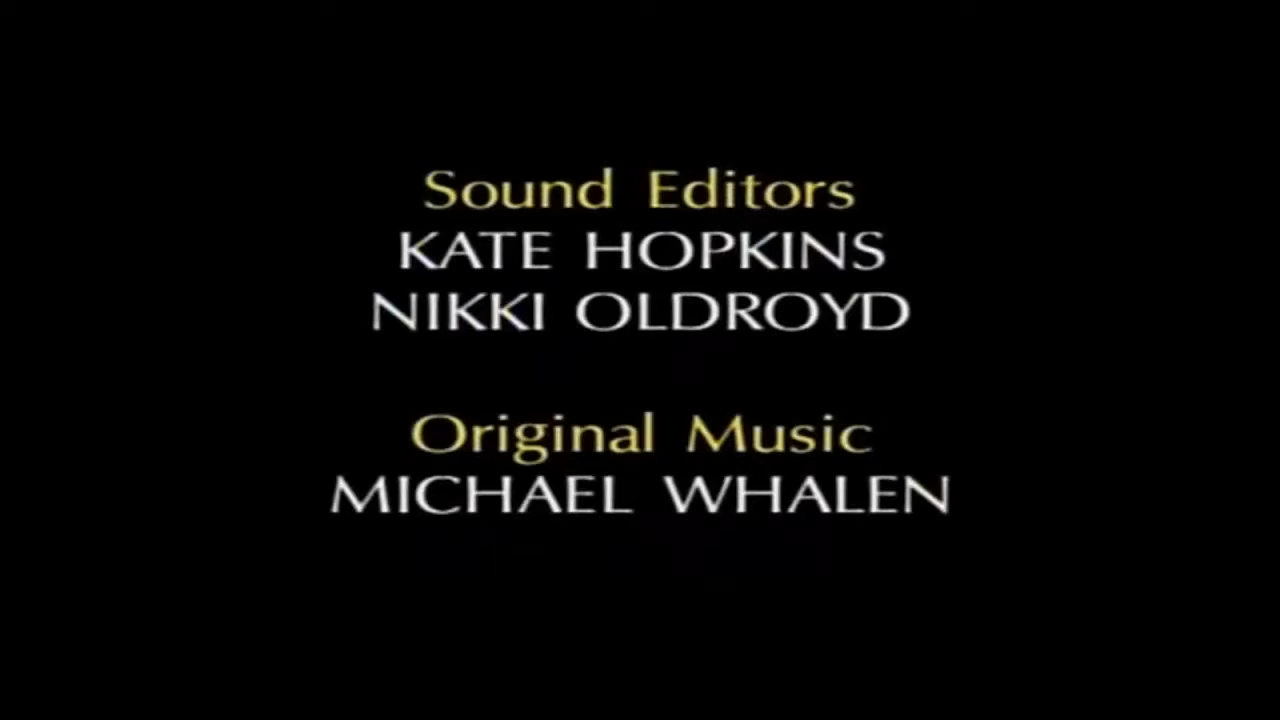 Sound Editors
KATE HOPKINS
NIKKI OLDROYD
Original Music
MICHAEL WHALEN